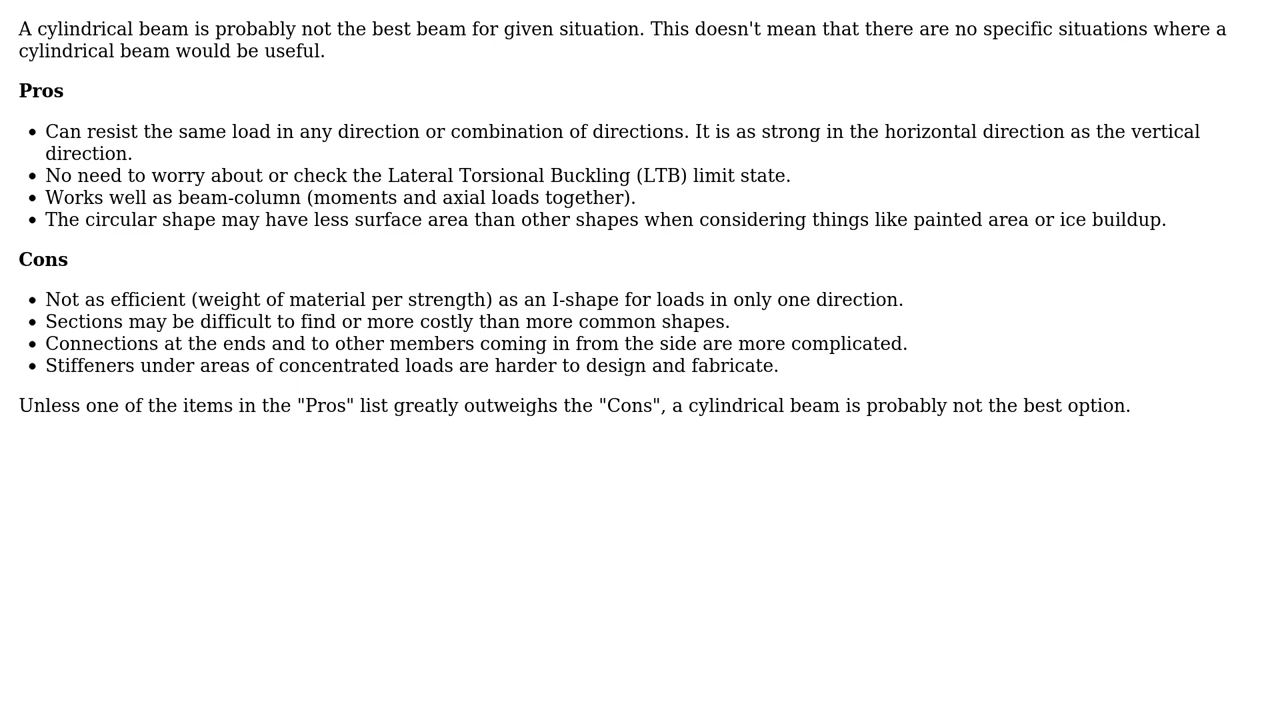 A cylindrical beam is probably not the best beam for given situation. This doesn't mean that there are no specific situations where a
cylindrical beam would be useful.
Pros
• Can resist the same load in any direction or combination of directions. It is as strong in the horizontal direction as the vertical
direction.
• No need to worry about or check the Lateral Torsional Buckling (LTB) limit state.
• Works well as beam-column (moments and axial loads together).
• The circular shape may have less surface area than other shapes when considering things like painted area or ice buildup.
Cons
• Not as efficient (weight of material per strength) as an I-shape for loads in only one direction.
• Sections may be difficult to find or more costly than more common shapes.
• Connections at the ends and to other members coming in from the side are more complicated.
• Stiffeners under areas of concentrated loads are harder to design and fabricate.
Unless one of the items in the "Pros" list greatly outweighs the "Cons", a cylindrical beam is probably not the best option.